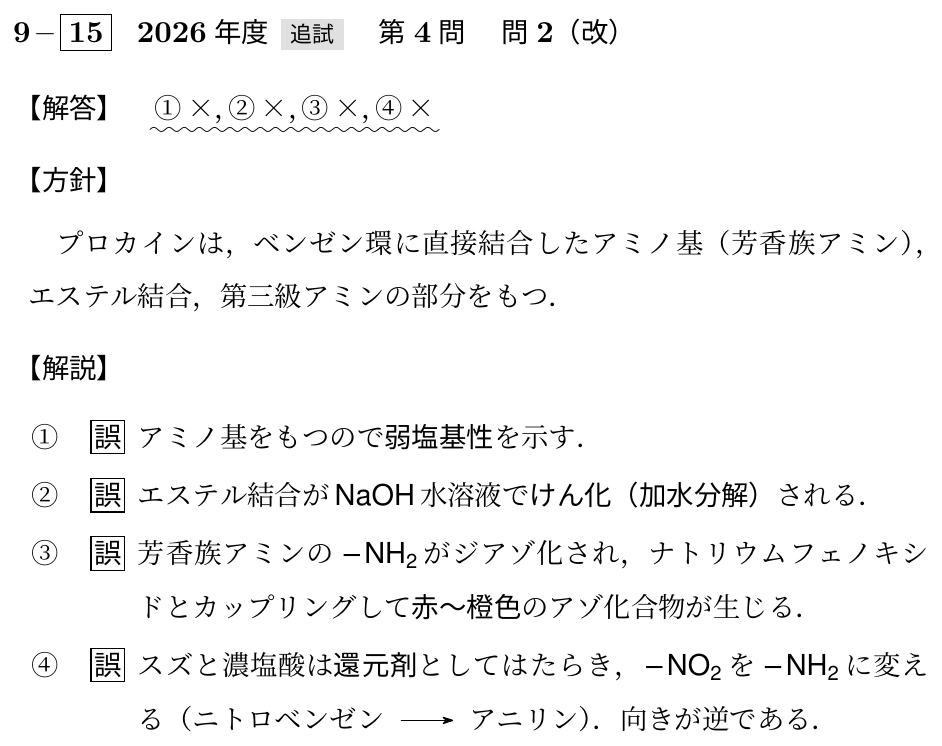 9－15 2026 年度 追試 第 4 問 問 2（改）
【解答】 ① ×, ② ×, ③ ×, ④ ×
【方針】
プロカインは，ベンゼン環に直接結合したアミノ基（芳香族アミン），
エステル結合，第三級アミンの部分をもつ．
【解説】
① 誤 アミノ基をもつので弱塩基性を示す．
② 誤 エステル結合が NaOH 水溶液でけん化（加水分解）される．
③ 誤 芳香族アミンの －NH₂ がジアゾ化され，ナトリウムフェノキシ
ドとカップリングして赤～橙色のアゾ化合物が生じる．
④ 誤 スズと濃塩酸は還元剤としてはたらき，－NO₂ を －NH₂ に変え
る（ニトロベンゼン ⟶ アニリン）．向きが逆である．